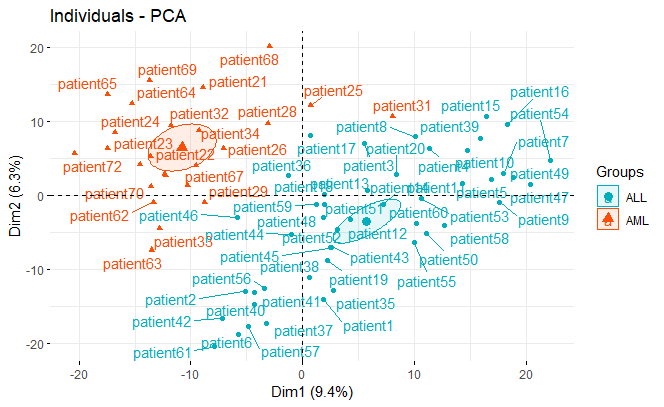 Individuals - PCA
patient68
patient69
patient65
patient21
patient25
patient31
patient16
patient15
patient54
patient24
patient32
patient28
patient8
patient39
patient34
patient7
patient23
patient22
patient26
patient17
patient20
patient4
patient10
patient49
patient72
patient36
patient3
patient67
patient13
patient5
patient47
patient70
patient29
patient59
patient51
patient60
patient9
patient62
patient46
patient48
patient53
patient44
patient52
patient12
patient58
patient33
patient45
patient43
patient63
patient38
patient19
patient55
patient56
patient2
patient41
patient35
patient42
patient40
patient37
patient1
patient61
patient6
patient57
20
10
0
-10
-20
-20
-10
0
10
20
Dim1 (9.4%)
Dim2 (6.3%)
Groups
a ALL
a AML